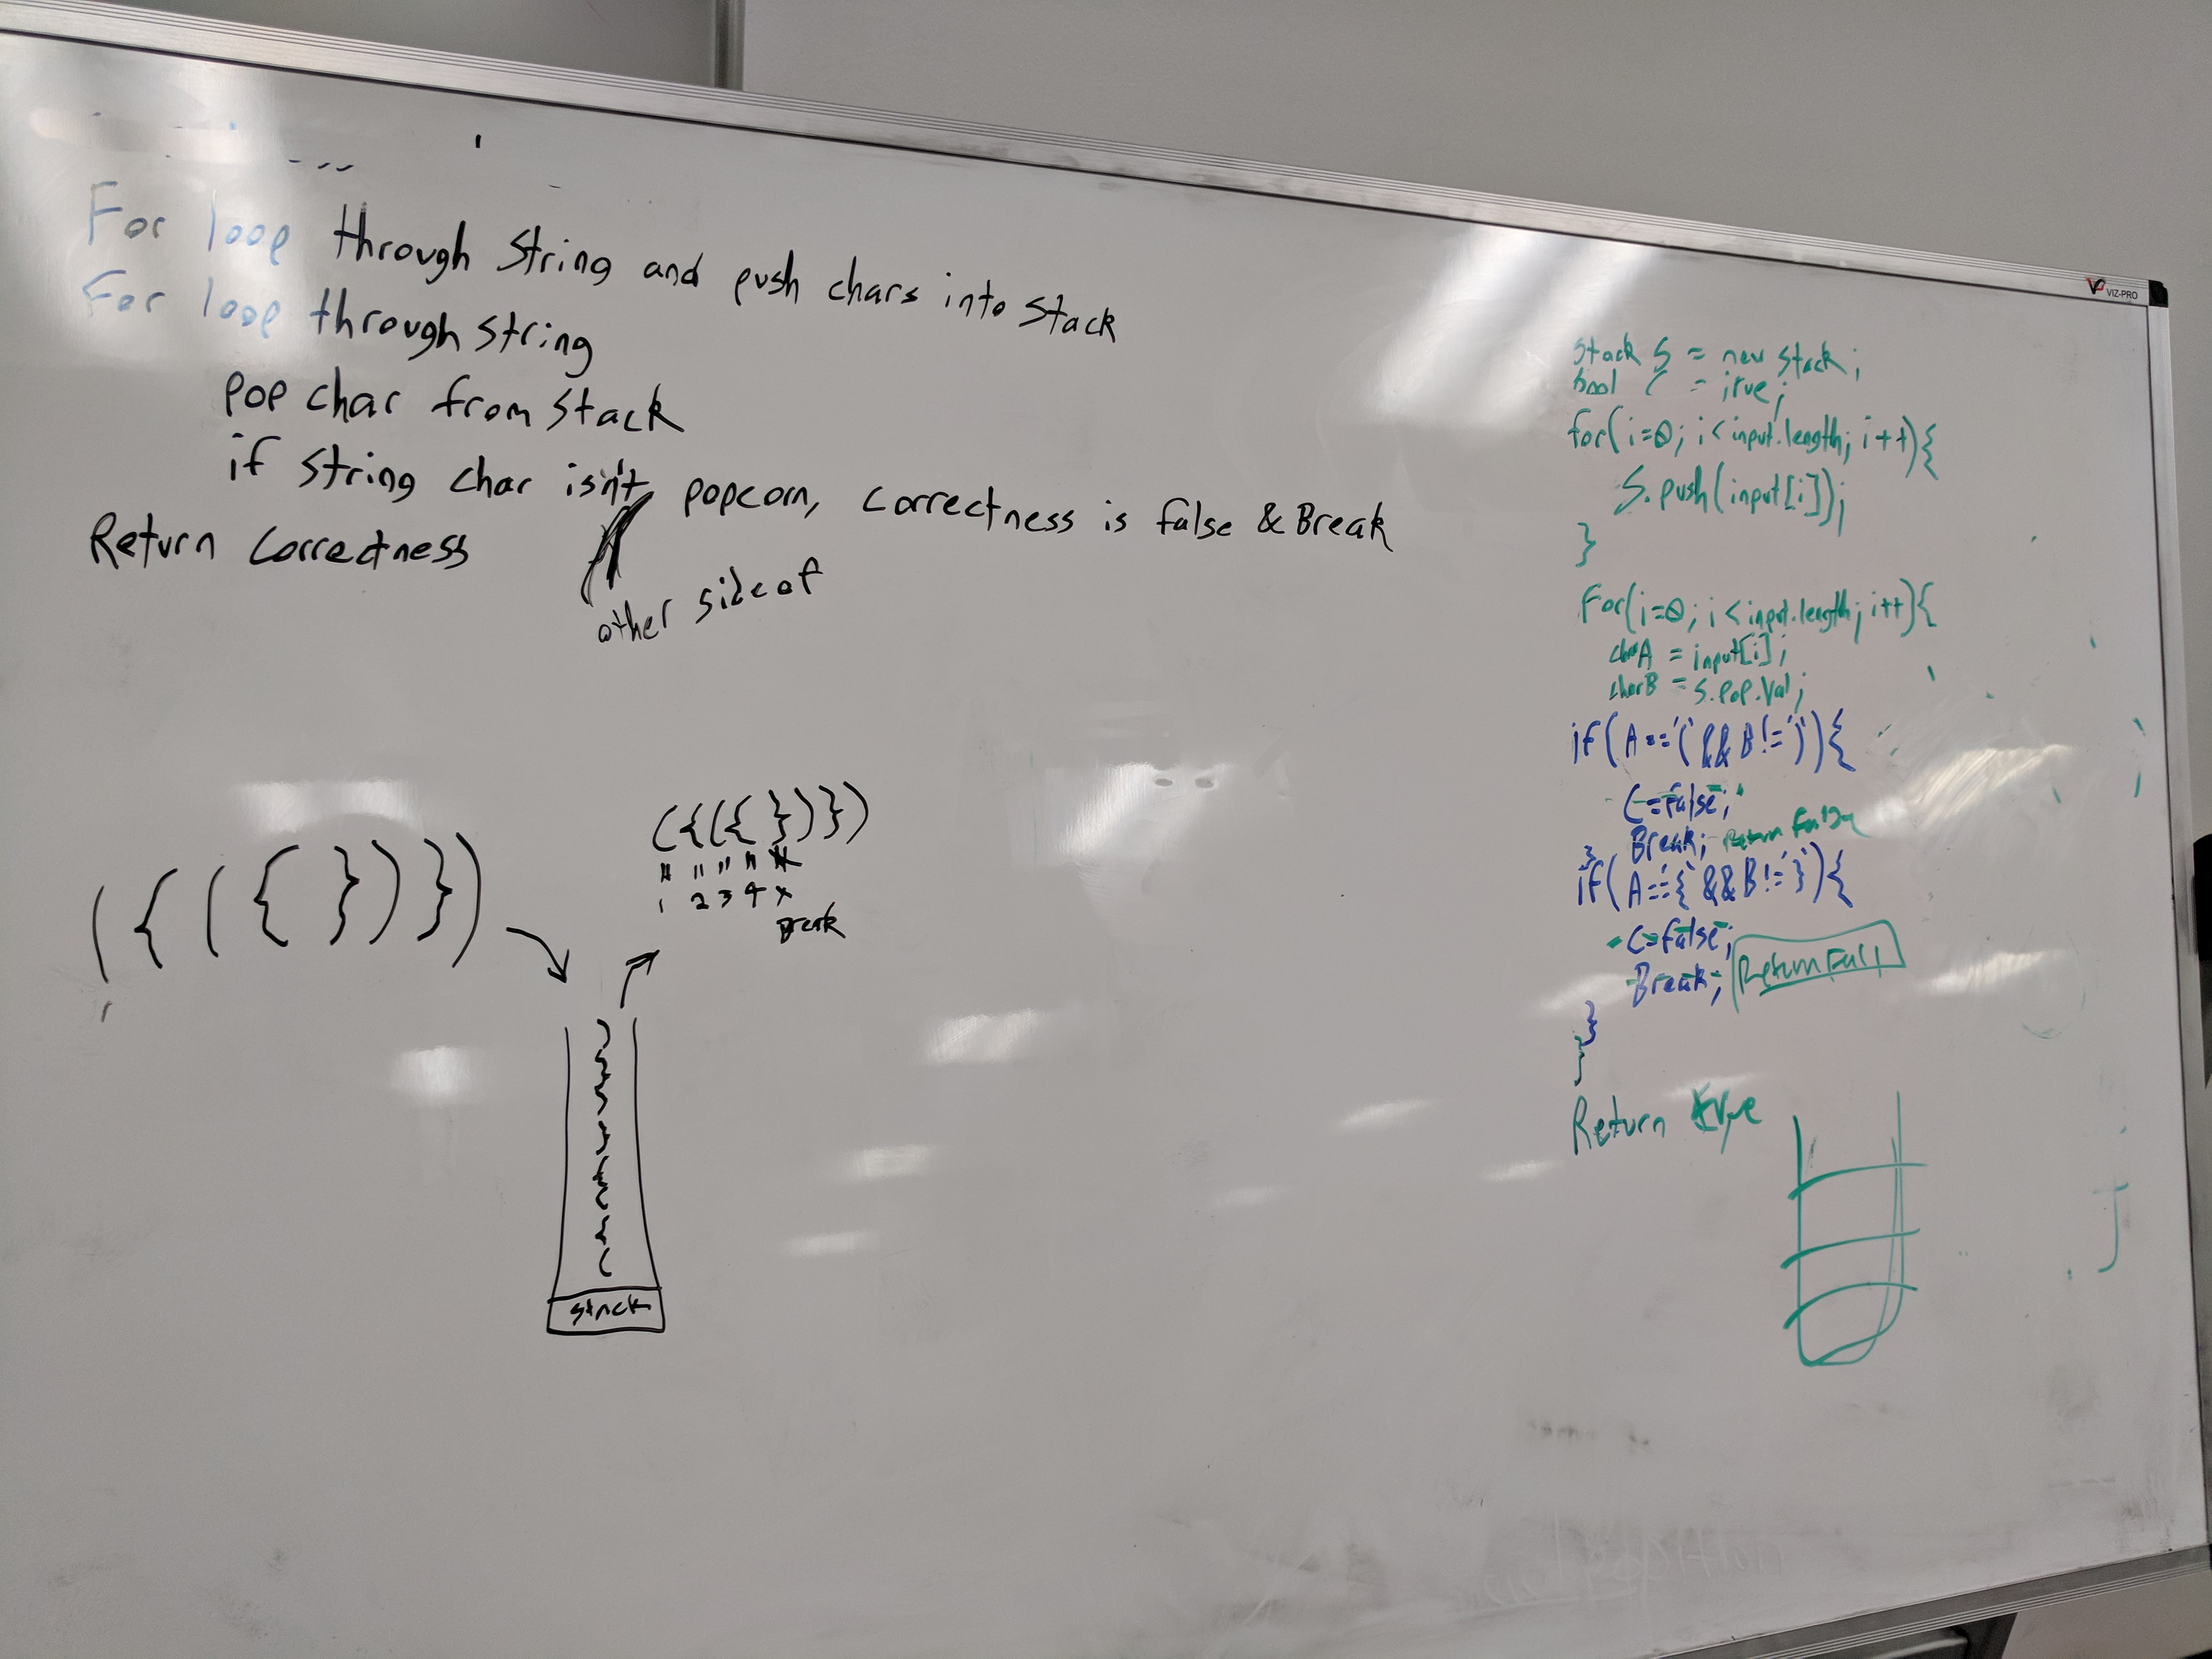 For loop through String and push chars into Stack
For loop through string
pop char from stack
if string char isn't popcorn, correctness is false & Break
other side of
Return Correctness
({({})})
({({})})
1 2 3 4 x
Break
stack
VIZ-PRO
Stack S = new Stack;
bool C = true;
for(i=0; i<input.length; i++){
S.push(input[i]);
}
For(i=0; i<input.length; i++){
charA = input[i];
charB = S.pop.val;
if(A=='(' && B!=')'){
C=false;
Break; Return False
}
if(A=='{' && B!='}'){
C=false;
Break; Return Fall
}
}
Return true